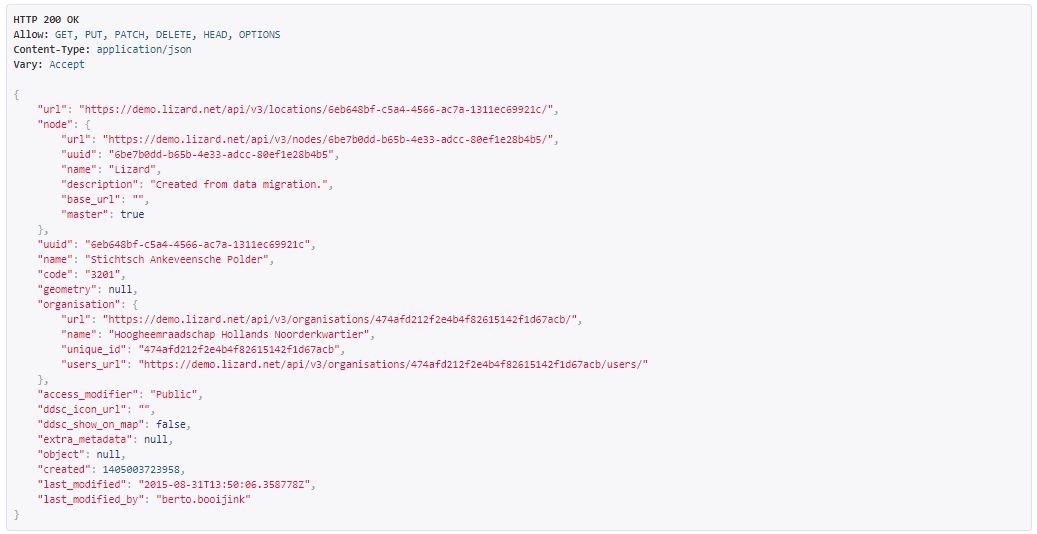 HTTP 200 OK
Allow: GET, PUT, PATCH, DELETE, HEAD, OPTIONS
Content-Type: application/json
Vary: Accept
{
"url": "https://demo.lizard.net/api/v3/locations/6eb648bf-c5a4-4566-ac7a-1311ec69921c/",
"node": {
"url": "https://demo.lizard.net/api/v3/nodes/6be7b0dd-b65b-4e33-adcc-80ef1e28b4b5/",
"uuid": "6be7b0dd-b65b-4e33-adcc-80ef1e28b4b5",
"name": "Lizard",
"description": "Created from data migration.",
"base_url": "",
"master": true
},
"uuid": "6eb648bf-c5a4-4566-ac7a-1311ec69921c",
"name": "Stichtsch Ankeveensche Polder",
"code": "3201",
"geometry": null,
"organisation": {
"url": "https://demo.lizard.net/api/v3/organisations/474afd212f2e4b4f82615142f1d67acb/",
"name": "Hoogheemraadschap Hollands Noorderkwartier",
"unique_id": "474afd212f2e4b4f82615142f1d67acb",
"users_url": "https://demo.lizard.net/api/v3/organisations/474afd212f2e4b4f82615142f1d67acb/users/"
},
"access_modifier": "Public",
"ddsc_icon_url": "",
"ddsc_show_on_map": false,
"extra_metadata": null,
"object": null,
"created": 1405003723958,
"last_modified": "2015-08-31T13:50:06.358778Z",
"last_modified_by": "berto.booijink"
}